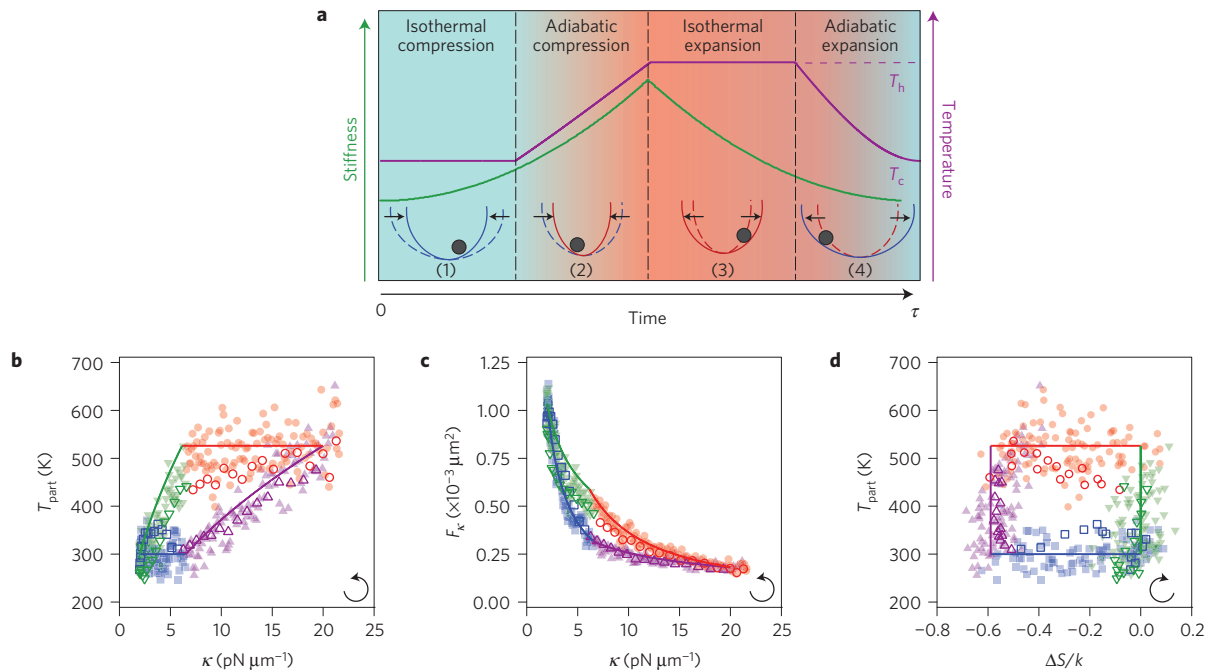 a
Isothermal compression
Adiabatic compression
Isothermal expansion
Adiabatic expansion
Stiffness
Temperature
T_h
T_c
(1)
(2)
(3)
(4)
0
Time
τ
b
T_part (K)
700
600
500
400
300
200
0
5
10
15
20
25
κ (pN μm⁻¹)
c
F_κ (×10⁻³ μm²)
1.25
1.00
0.75
0.50
0.25
0.00
0
5
10
15
20
25
κ (pN μm⁻¹)
d
T_part (K)
700
600
500
400
300
200
−0.8
−0.6
−0.4
−0.2
0.0
0.2
ΔS/k